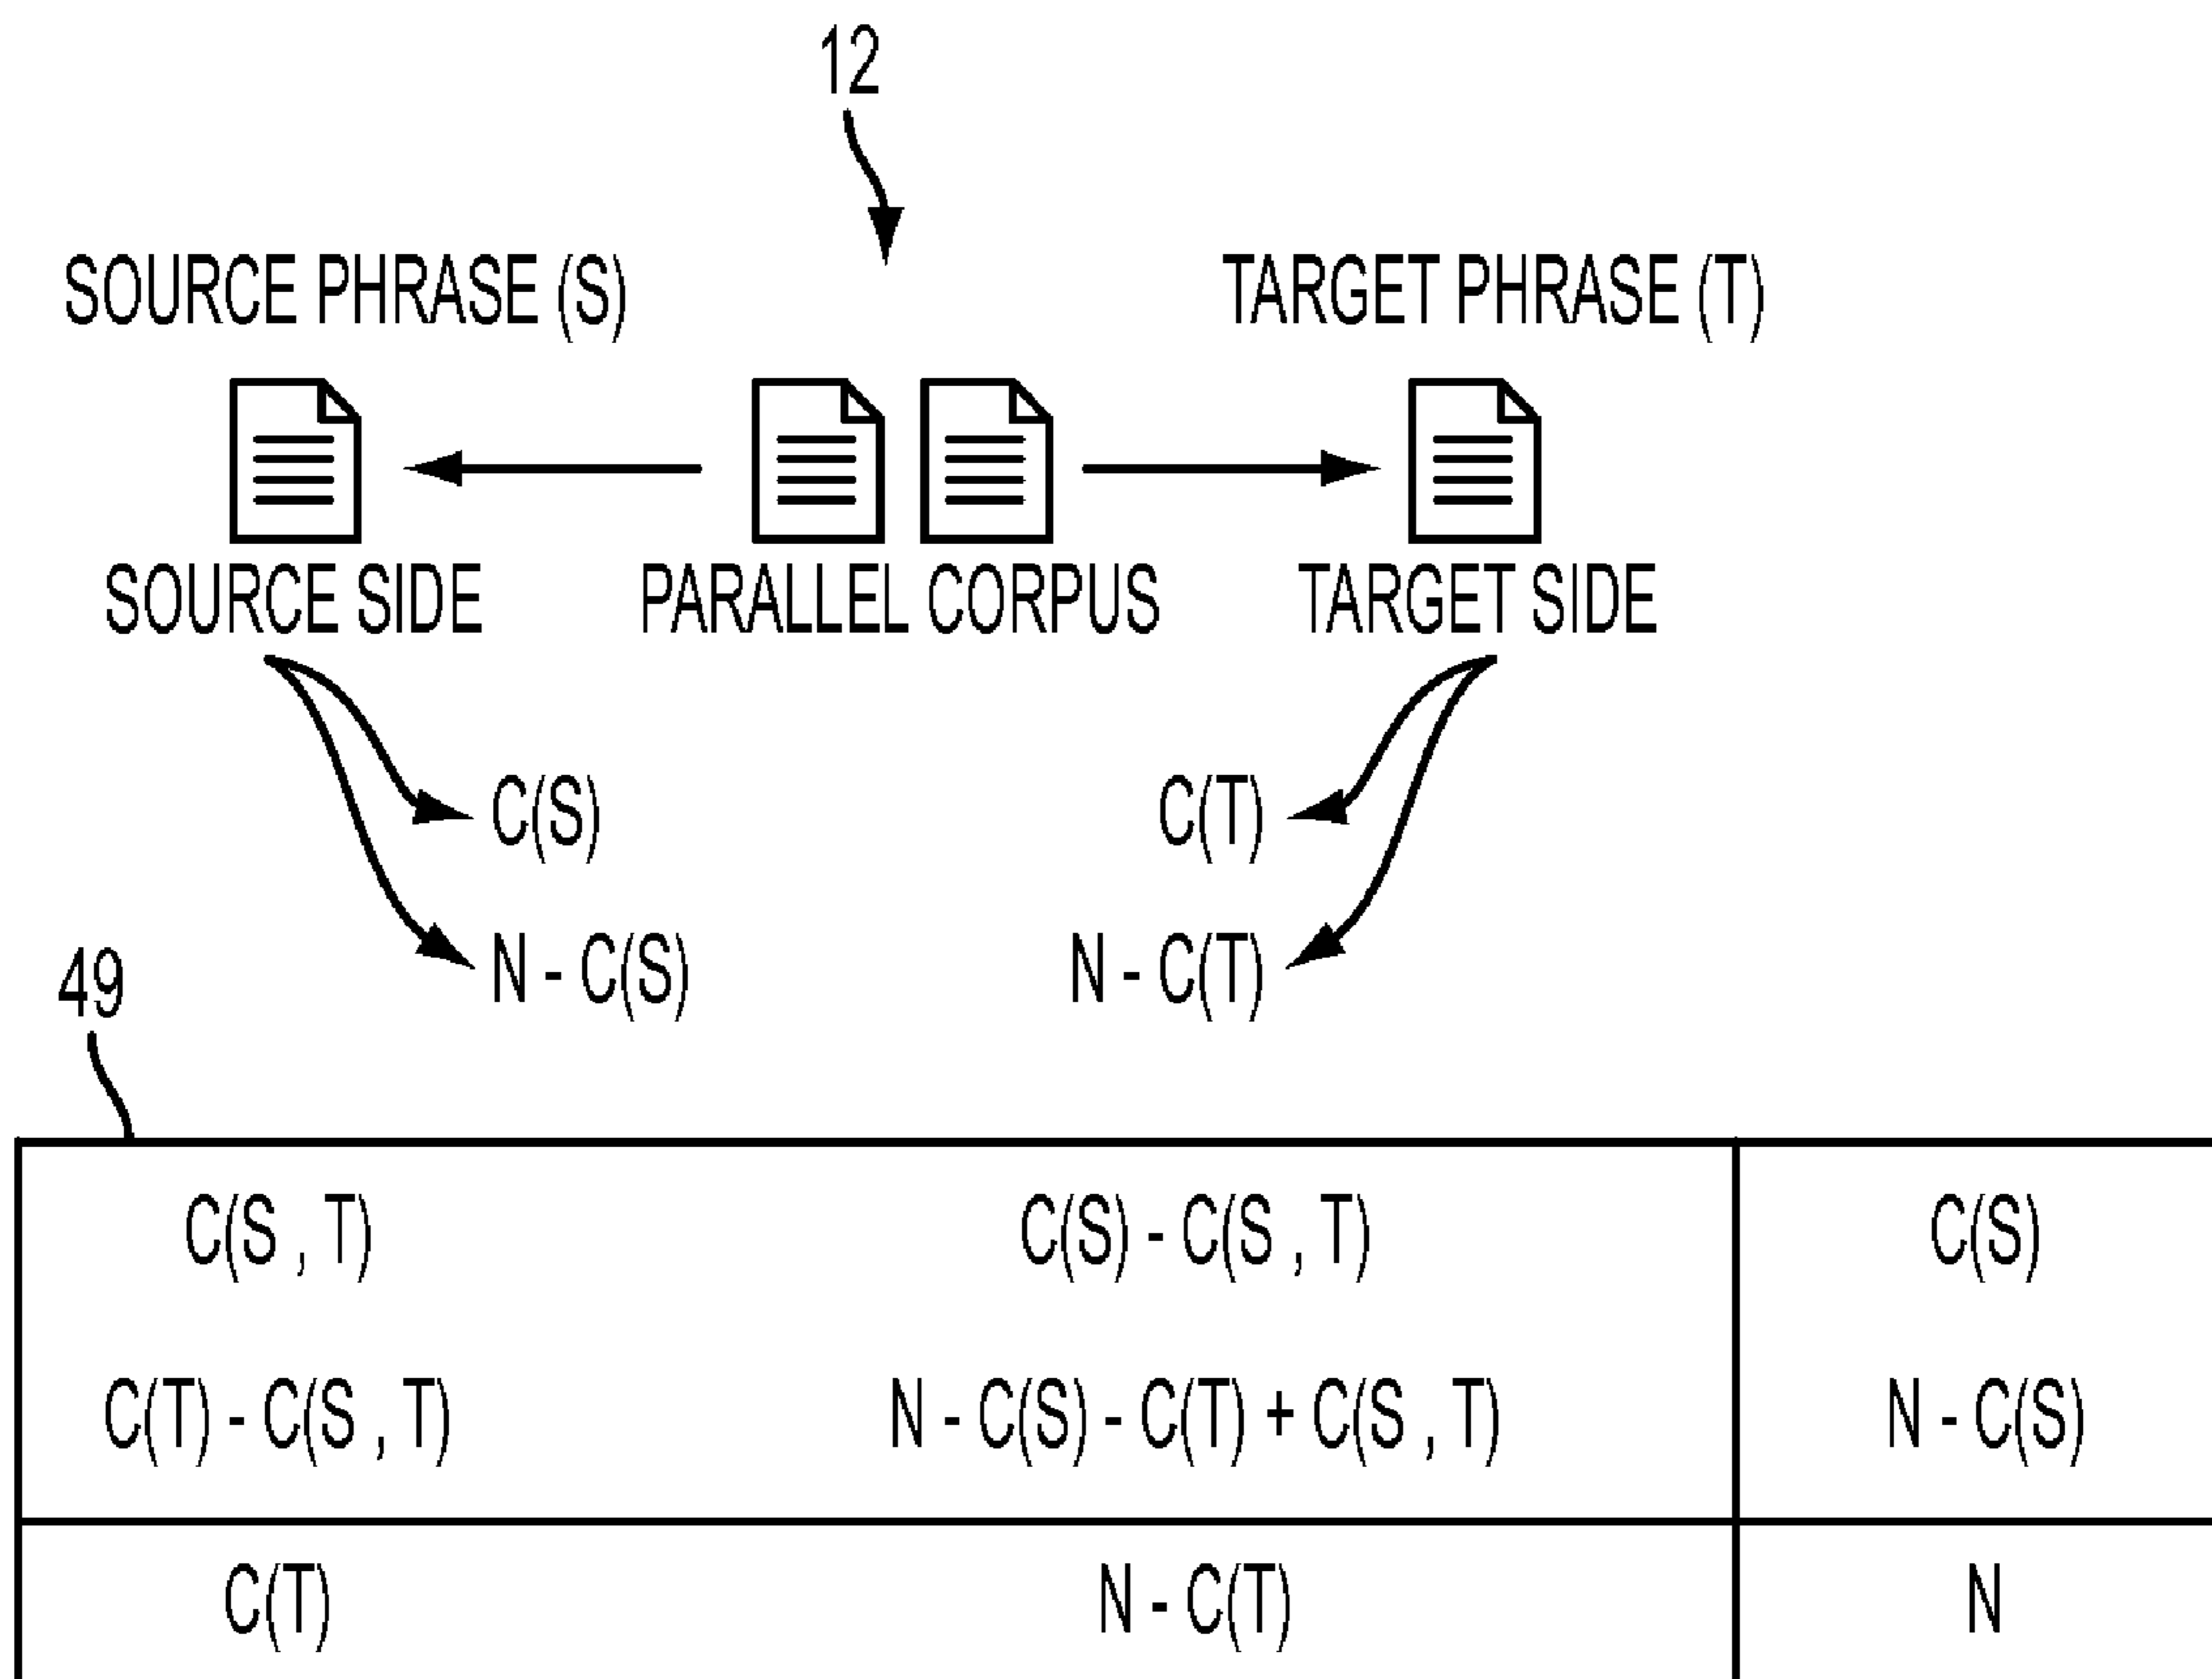 12
SOURCE PHRASE (S) TARGET PHRASE (T)
SOURCE SIDE PARALLEL CORPUS TARGET SIDE
C(S) C(T)
N - C(S) N - C(T)
49
C(S , T) C(S) - C(S , T) C(S)
C(T) - C(S , T) N - C(S) - C(T) + C(S , T) N - C(S)
C(T) N - C(T) N